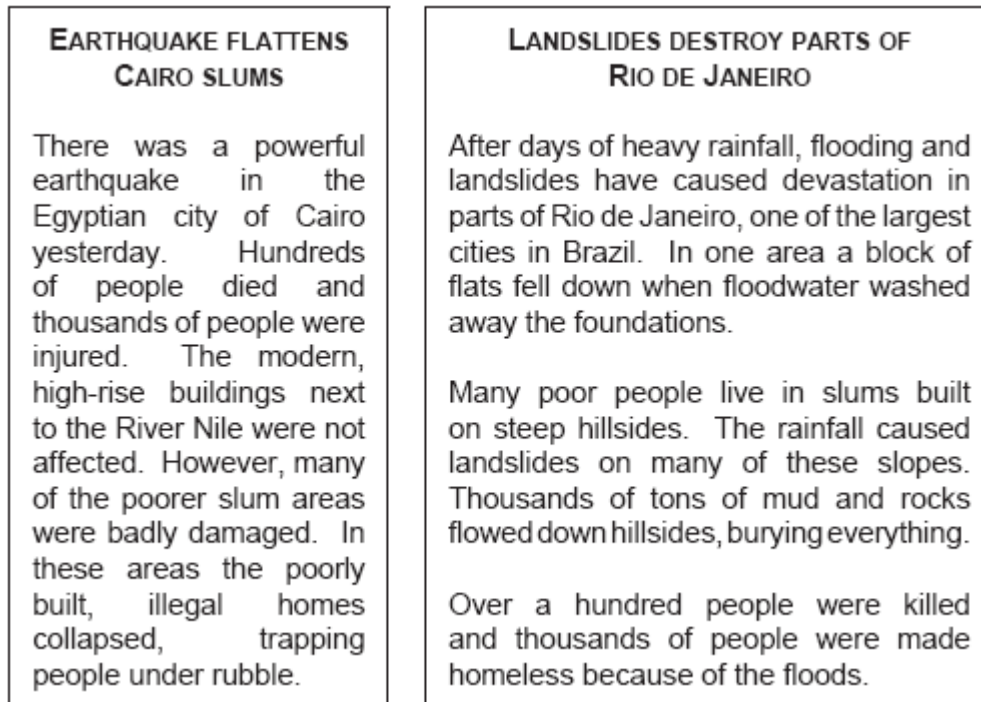 EARTHQUAKE FLATTENS
CAIRO SLUMS
There was a powerful
earthquake in the
Egyptian city of Cairo
yesterday. Hundreds
of people died and
thousands of people were
injured. The modern,
high-rise buildings next
to the River Nile were not
affected. However, many
of the poorer slum areas
were badly damaged. In
these areas the poorly
built, illegal homes
collapsed, trapping
people under rubble.
LANDSLIDES DESTROY PARTS OF
RIO DE JANEIRO
After days of heavy rainfall, flooding and
landslides have caused devastation in
parts of Rio de Janeiro, one of the largest
cities in Brazil. In one area a block of
flats fell down when floodwater washed
away the foundations.
Many poor people live in slums built
on steep hillsides. The rainfall caused
landslides on many of these slopes.
Thousands of tons of mud and rocks
flowed down hillsides, burying everything.
Over a hundred people were killed
and thousands of people were made
homeless because of the floods.